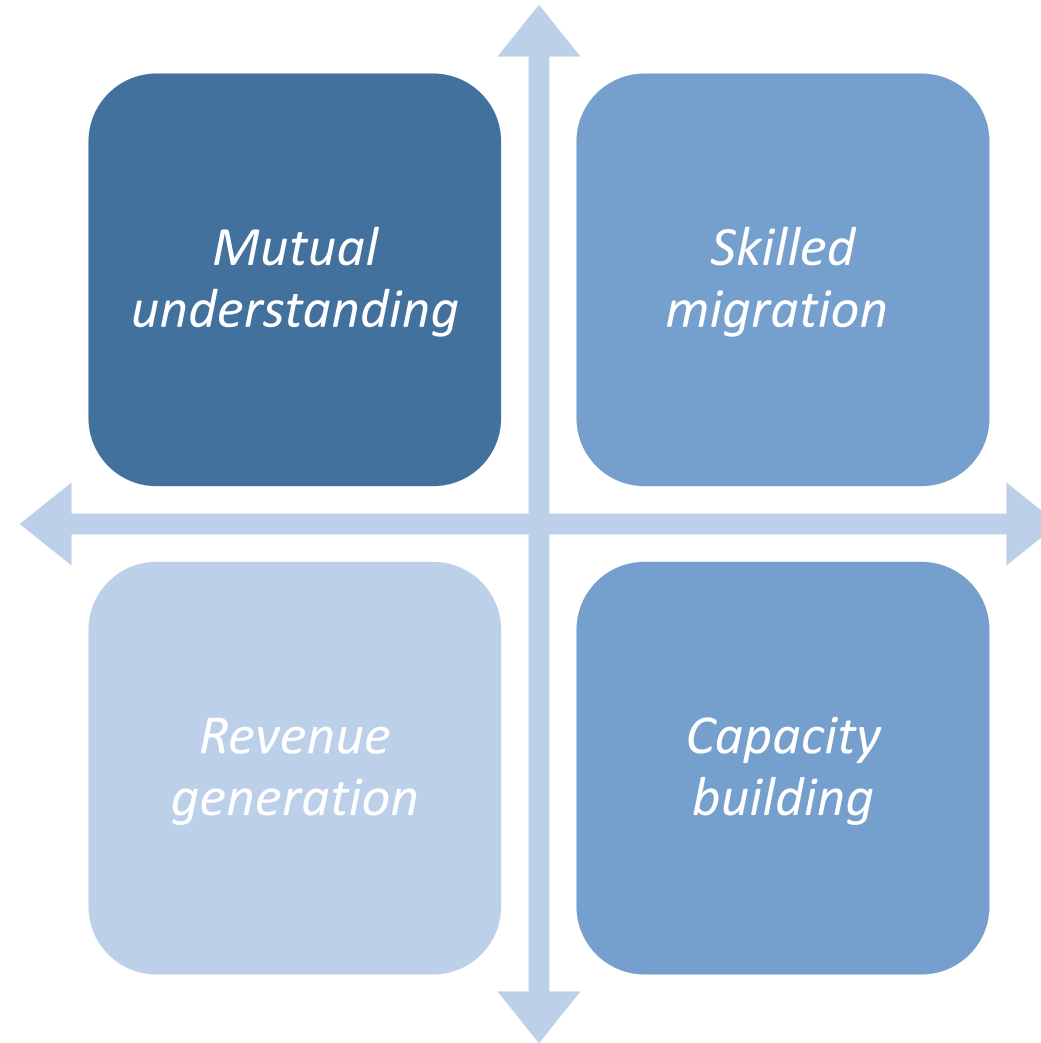 Mutual
understanding
Skilled
migration
Revenue
generation
Capacity
building